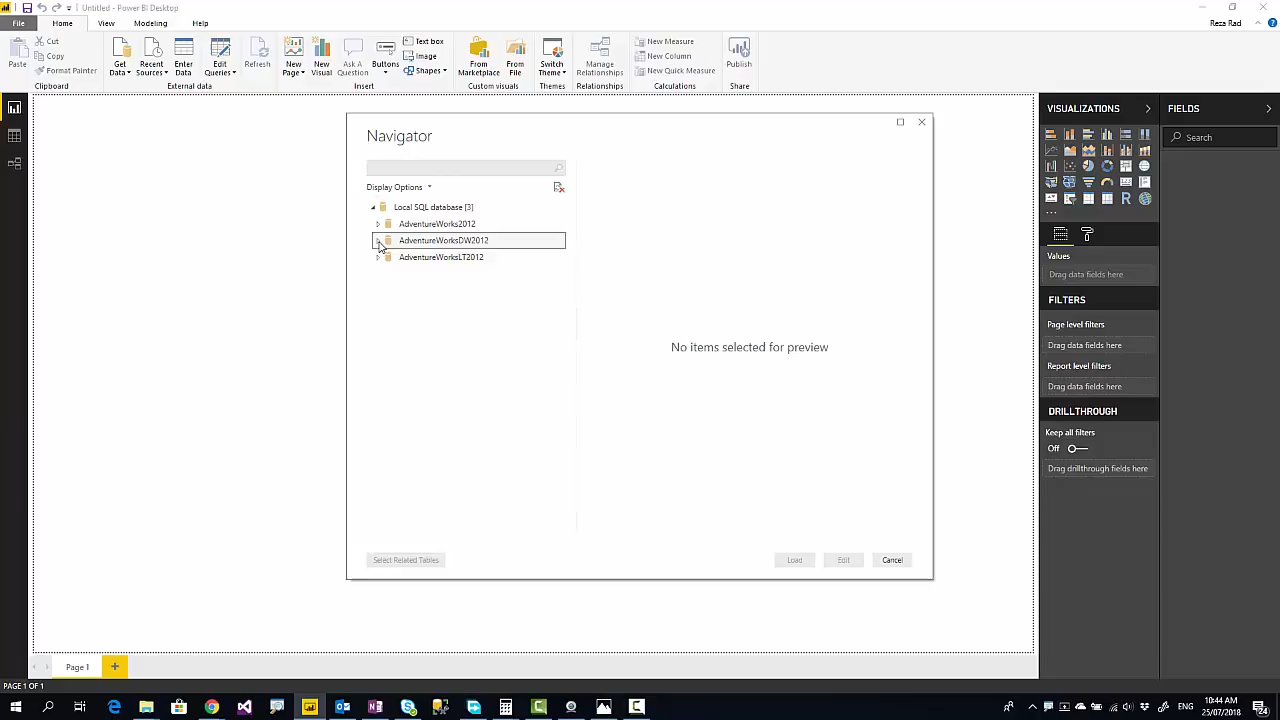 Untitled - Power BI Desktop
File
Home
View
Modeling
Help
Reza Rad
Paste
Cut
Copy
Format Painter
Clipboard
Get Data
Recent Sources
Enter Data
Edit Queries
Refresh
External data
New Page
New Visual
Ask A Question
Buttons
Text box
Image
Shapes
Insert
From Marketplace
From File
Custom visuals
Switch Theme
Themes
Manage Relationships
Relationships
New Measure
New Column
New Quick Measure
Calculations
Publish
Share
Navigator
Display Options
Local SQL database [3]
AdventureWorks2012
AdventureWorksDW2012
AdventureWorksLT2012
No items selected for preview
Select Related Tables
Load
Edit
Cancel
VISUALIZATIONS
R
Values
Drag data fields here
FILTERS
Page level filters
Drag data fields here
Report level filters
Drag data fields here
DRILLTHROUGH
Keep all filters
Off
Drag drillthrough fields here
FIELDS
Search
Page 1
PAGE 1 OF 1
ENG
10:44 AM
25/07/2018